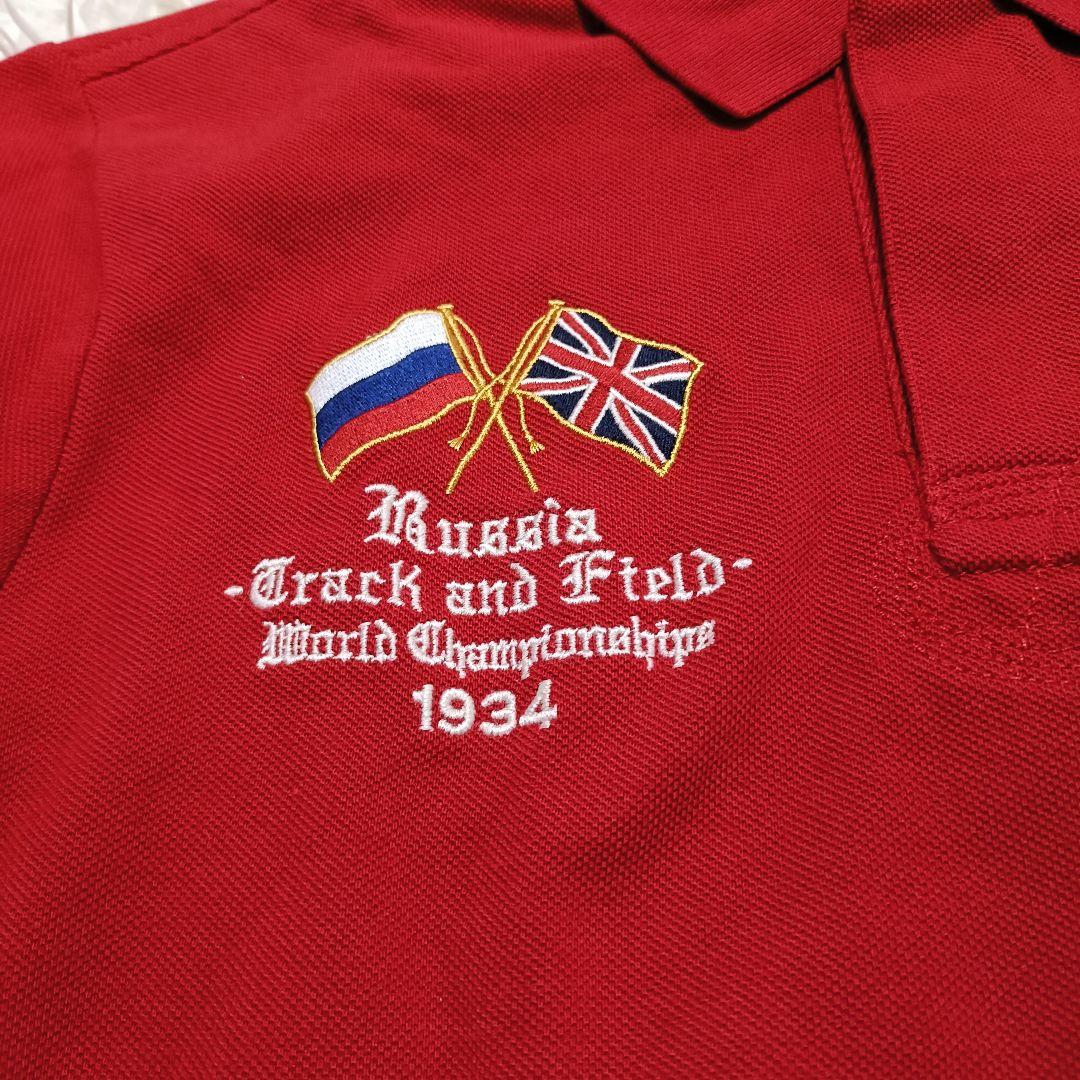 Russia
-Track and Field-
World Championships
1934